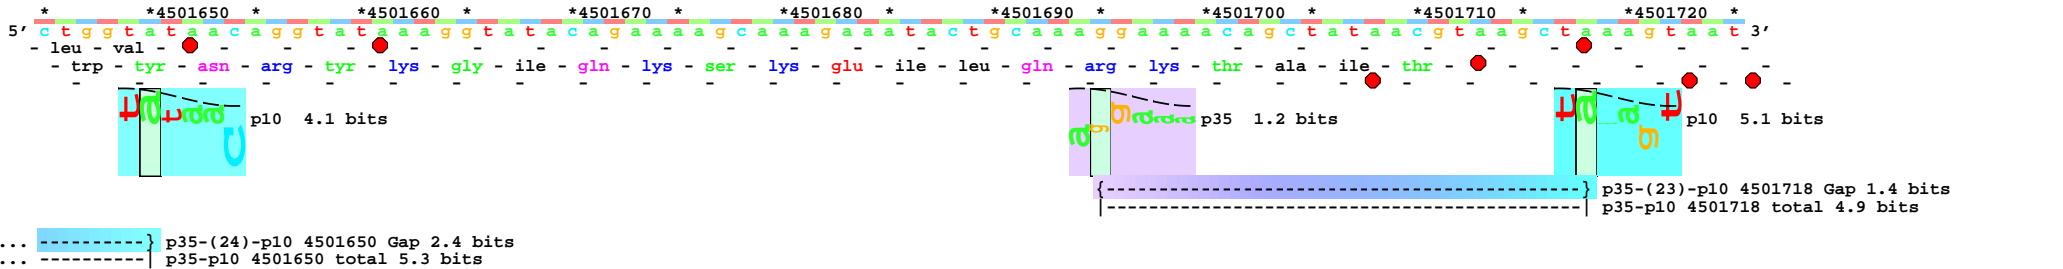 * *4501650 * *4501660 * *4501670 * *4501680 * *4501690 * *4501700 * *4501710 * *4501720 *
5' c t g g t a t a a c a g g t a t a a a g g t a t a c a g a a a a g c a a a g a a a t a c t g c a a a g g a a a a c a g c t a t a a c g t a a g c t a a a g t a a t 3'
- leu - val - - - - - - - - - - - - - - - - - - - - - - - - - -
- trp - tyr - asn - arg - tyr - lys - gly - ile - gln - lys - ser - lys - glu - ile - leu - gln - arg - lys - thr - ala - ile - thr - - - - - -
- - - - - - - - - - - - - - - - - - - - - - - - - - - -
t a t a a c p10 4.1 bits
a g g a a a p35 1.2 bits
t a a a g t p10 5.1 bits
{----------------------------------------------} p35-(23)-p10 4501718 Gap 1.4 bits
|----------------------------------------------| p35-p10 4501718 total 4.9 bits
... ----------} p35-(24)-p10 4501650 Gap 2.4 bits
... ----------| p35-p10 4501650 total 5.3 bits